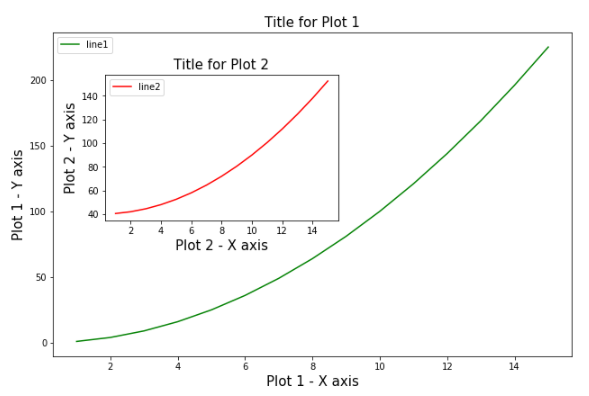 Title for Plot 1
line1
Title for Plot 2
line2
Plot 2 - Y axis
140
120
100
80
60
40
2 4 6 8 10 12 14
Plot 2 - X axis
Plot 1 - Y axis
200
150
100
50
0
2 4 6 8 10 12 14
Plot 1 - X axis